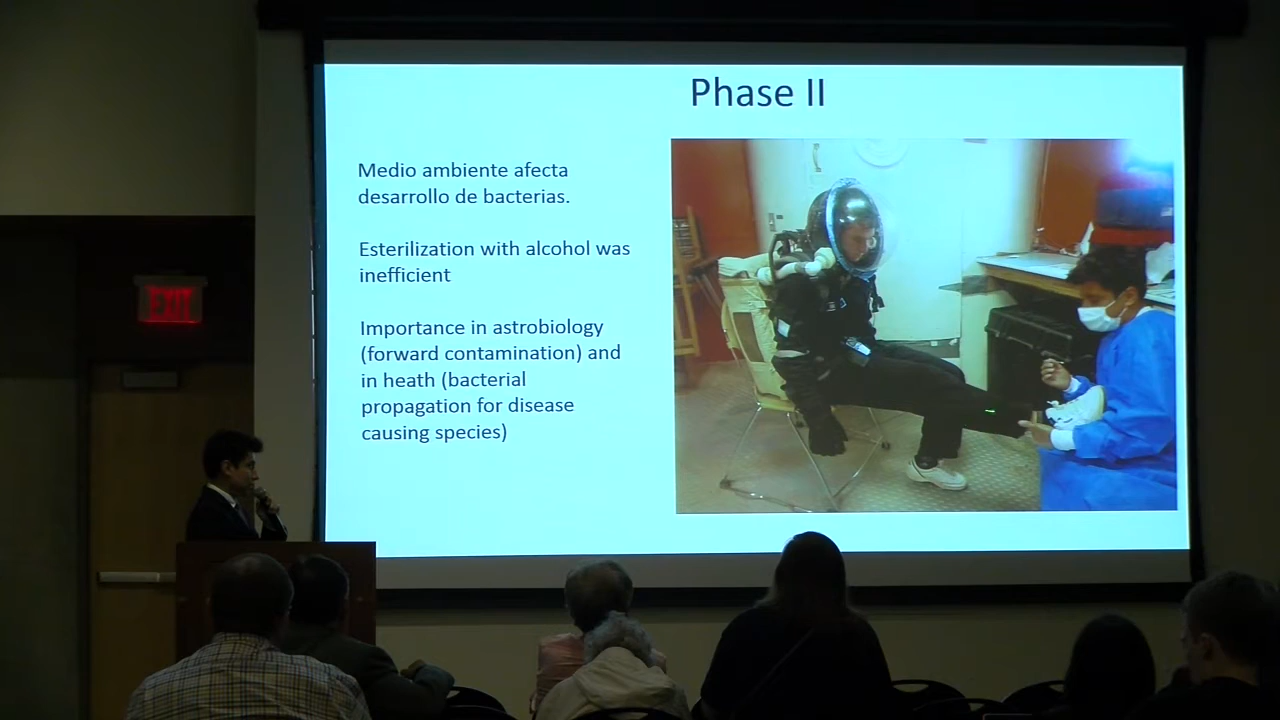 Phase II
Medio ambiente afecta
desarrollo de bacterias.
Esterilization with alcohol was
inefficient
Importance in astrobiology
(forward contamination) and
in heath (bacterial
propagation for disease
causing species)
EXIT